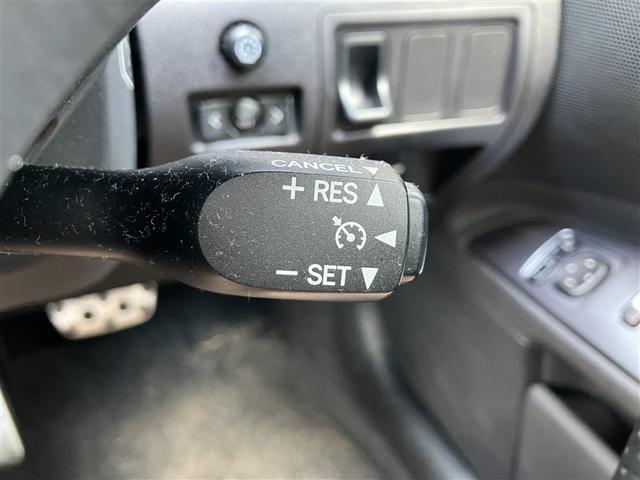 CANCEL▼
+ RES ▲
◀
− SET ▼